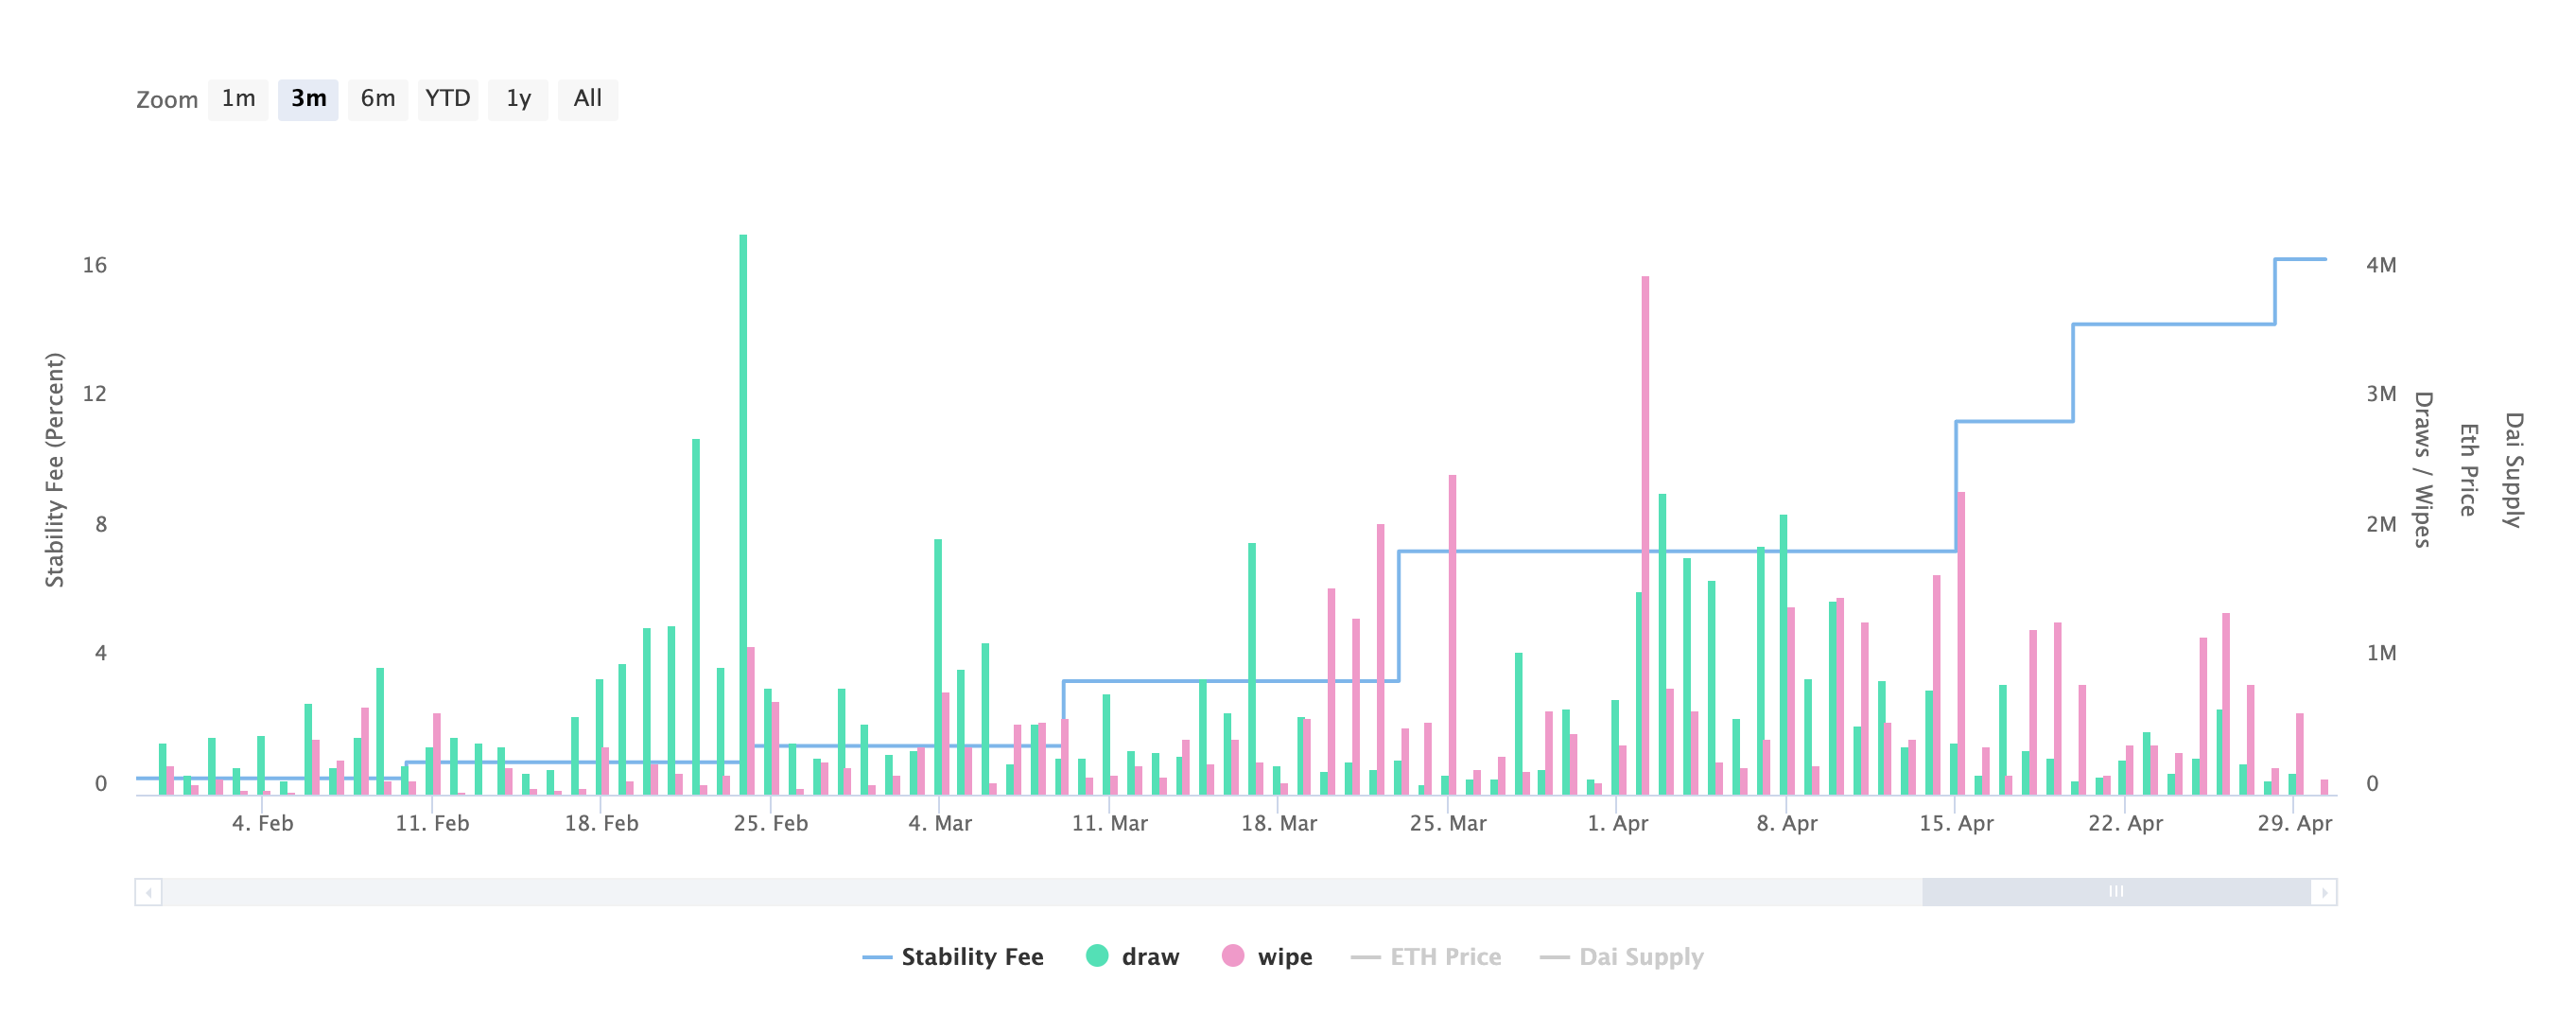 Zoom 1m 3m 6m YTD 1y All
Stability Fee (Percent)
16
12
8
4
0
4M
3M
2M
1M
0
Draws / Wipes
Eth Price
Dai Supply
4. Feb 11. Feb 18. Feb 25. Feb 4. Mar 11. Mar 18. Mar 25. Mar 1. Apr 8. Apr 15. Apr 22. Apr 29. Apr
Stability Fee draw wipe ETH Price Dai Supply